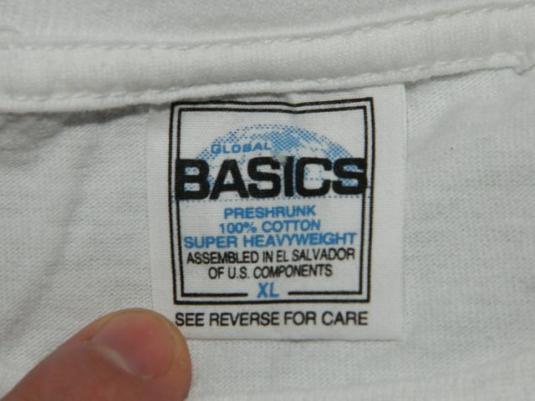 GLOBAL
BASICS
PRESHRUNK
100% COTTON
SUPER HEAVYWEIGHT
ASSEMBLED IN EL SALVADOR
OF U.S. COMPONENTS
XL
SEE REVERSE FOR CARE